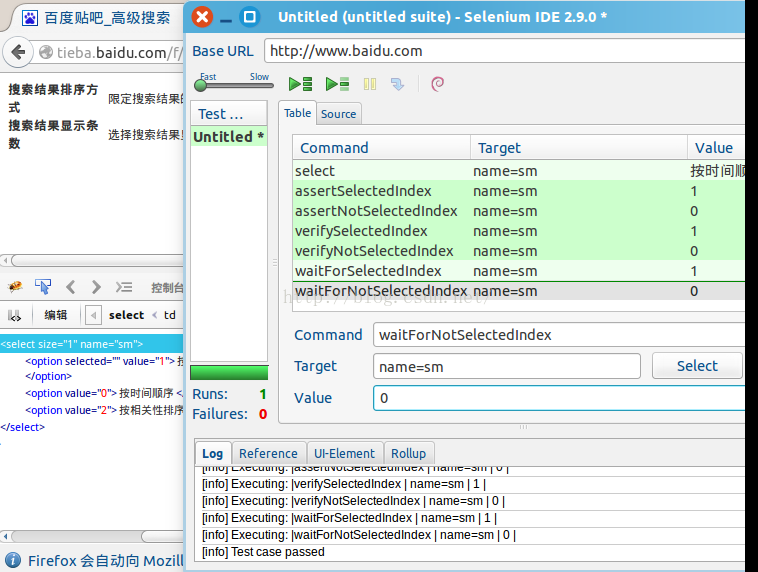 百度贴吧_高级搜索
tieba.baidu.com/f/
搜索结果排序方式
限定搜索结果的
搜索结果显示条数
选择搜索结果
控制台
编辑
select
td
<select size="1" name="sm">
<option selected="" value="1"> 按
</option>
<option value="0"> 按时间顺序 </
<option value="2"> 按相关性排序
</select>
Firefox 会自动向 Mozill
Untitled (untitled suite) - Selenium IDE 2.9.0 *
Base URL http://www.baidu.com
Fast Slow
Test ...
Untitled *
Runs: 1
Failures: 0
Table Source
Command Target Value
select name=sm 按时间顺
assertSelectedIndex name=sm 1
assertNotSelectedIndex name=sm 0
verifySelectedIndex name=sm 1
verifyNotSelectedIndex name=sm 0
waitForSelectedIndex name=sm 1
waitForNotSelectedIndex name=sm 0
http://blog.csdn.net/
Command waitForNotSelectedIndex
Target name=sm Select
Value 0
Log Reference UI-Element Rollup
[info] Executing: |assertNotSelectedIndex | name=sm | 0 |
[info] Executing: |verifySelectedIndex | name=sm | 1 |
[info] Executing: |verifyNotSelectedIndex | name=sm | 0 |
[info] Executing: |waitForSelectedIndex | name=sm | 1 |
[info] Executing: |waitForNotSelectedIndex | name=sm | 0 |
[info] Test case passed